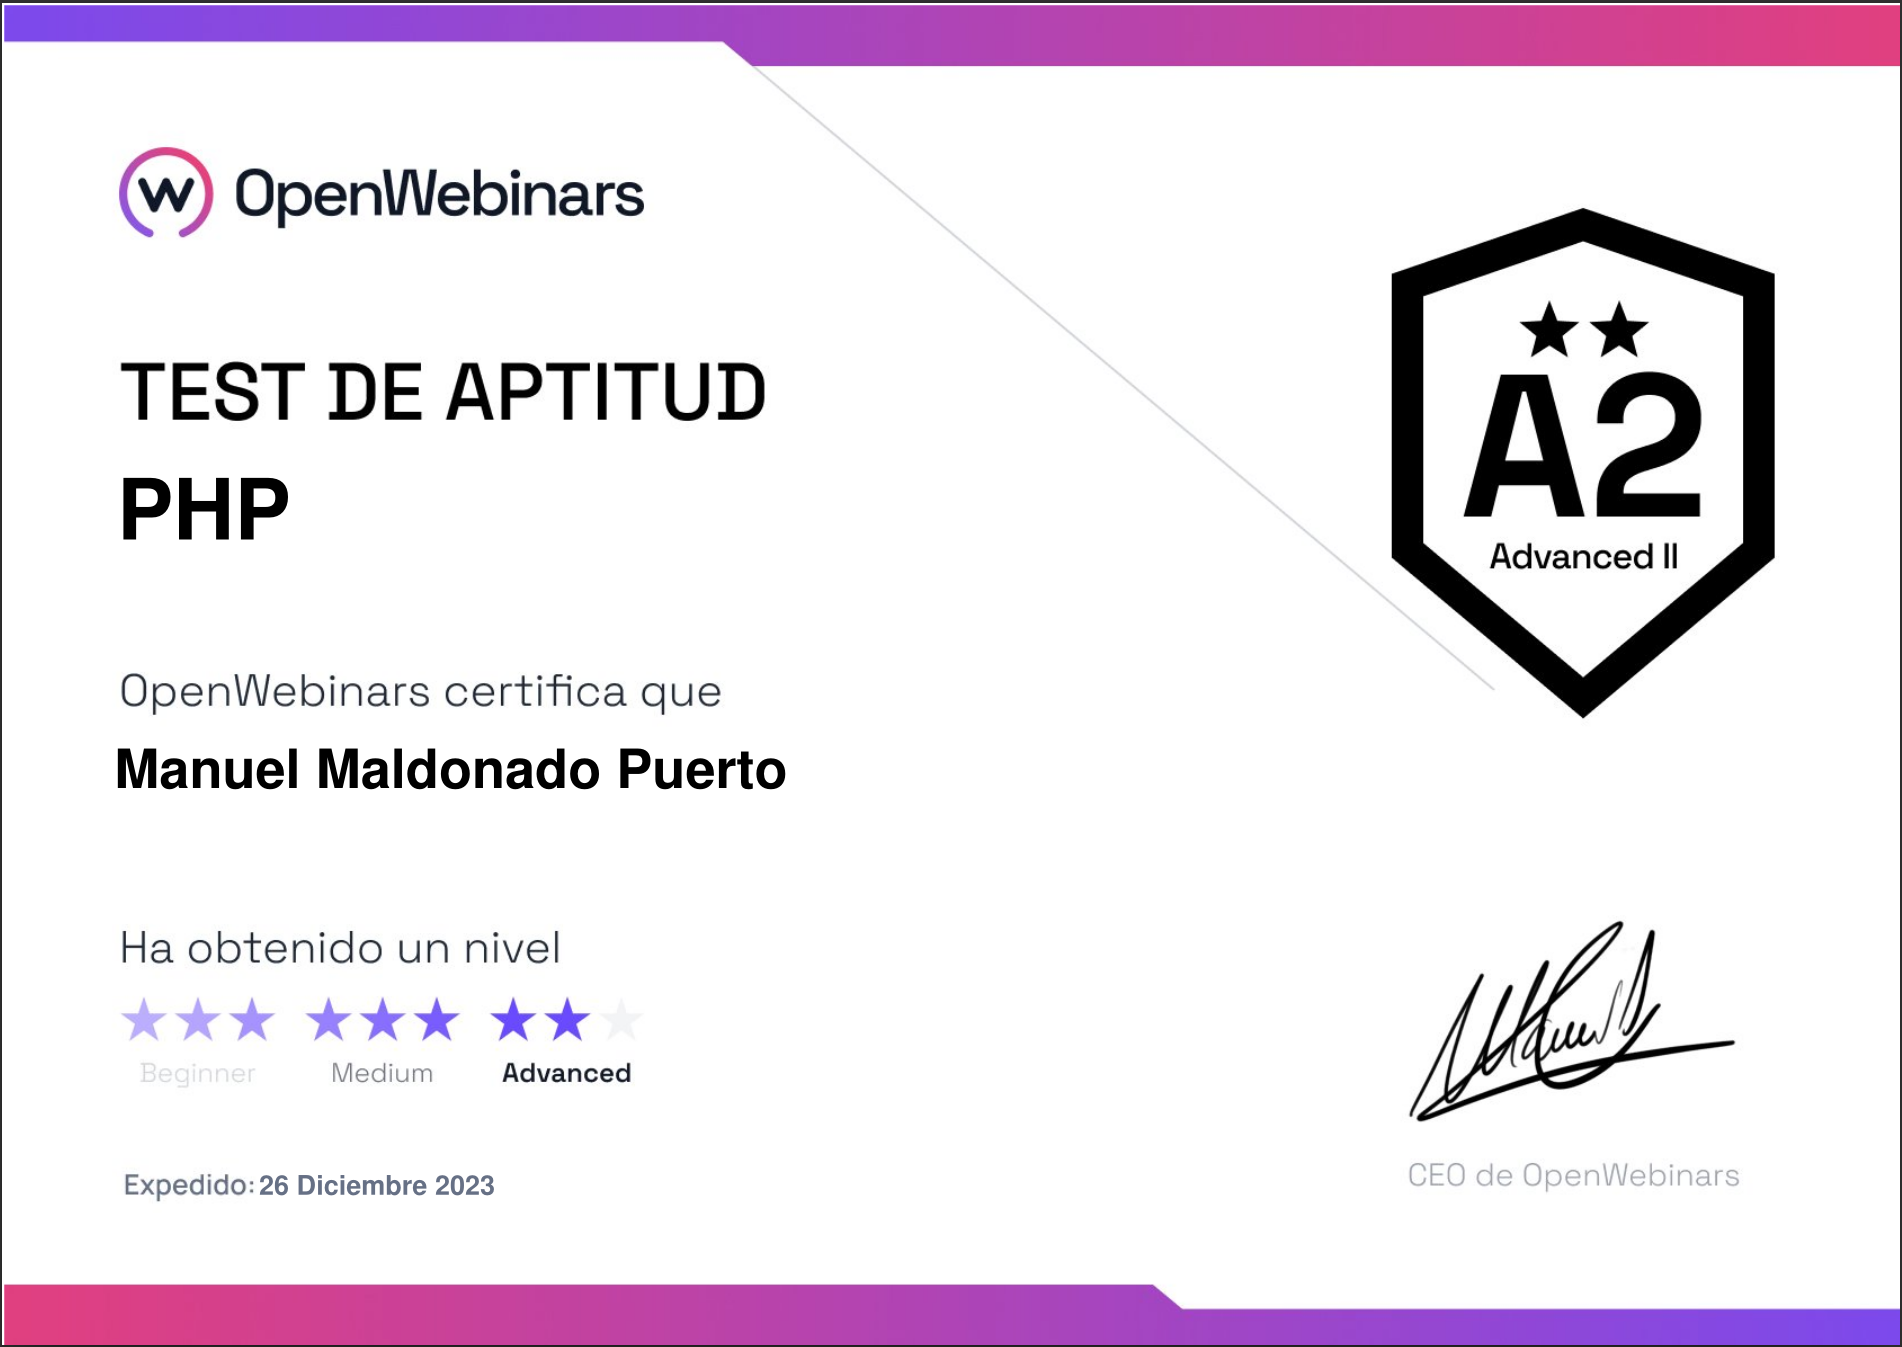 OpenWebinars
TEST DE APTITUD
PHP
A2
Advanced II
OpenWebinars certifica que
Manuel Maldonado Puerto
Ha obtenido un nivel
Beginner Medium Advanced
Expedido: 26 Diciembre 2023
CEO de OpenWebinars